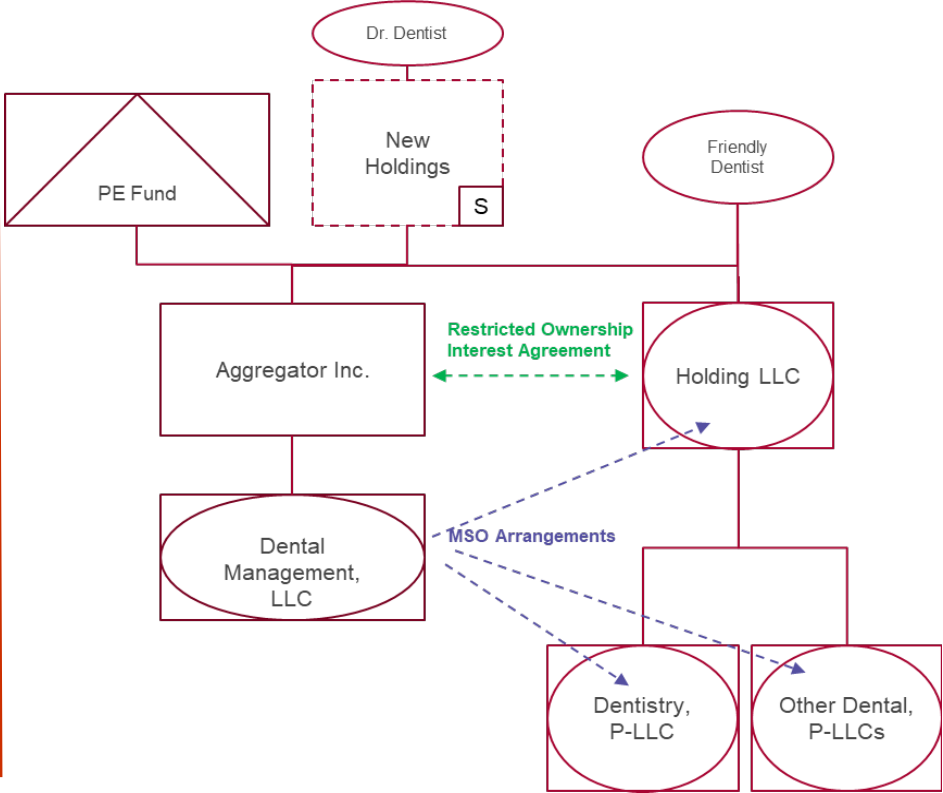 Dr. Dentist
New
Holdings
S
PE Fund
Friendly
Dentist
Aggregator Inc.
Restricted Ownership
Interest Agreement
Holding LLC
MSO Arrangements
Dental
Management,
LLC
Dentistry,
P-LLC
Other Dental,
P-LLCs